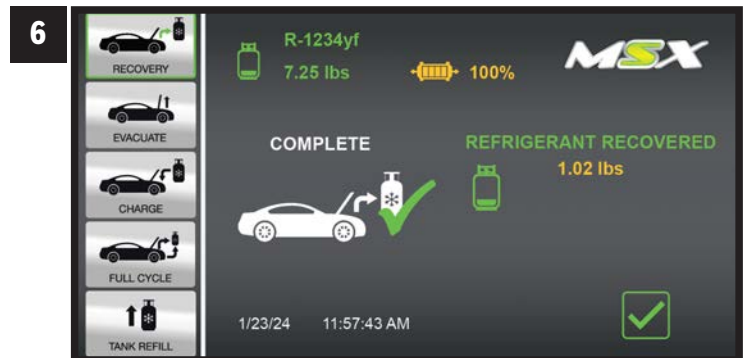 6
RECOVERY
EVACUATE
CHARGE
FULL CYCLE
TANK REFILL
R-1234yf
7.25 lbs
100%
MSX
COMPLETE
REFRIGERANT RECOVERED
1.02 lbs
1/23/24 11:57:43 AM